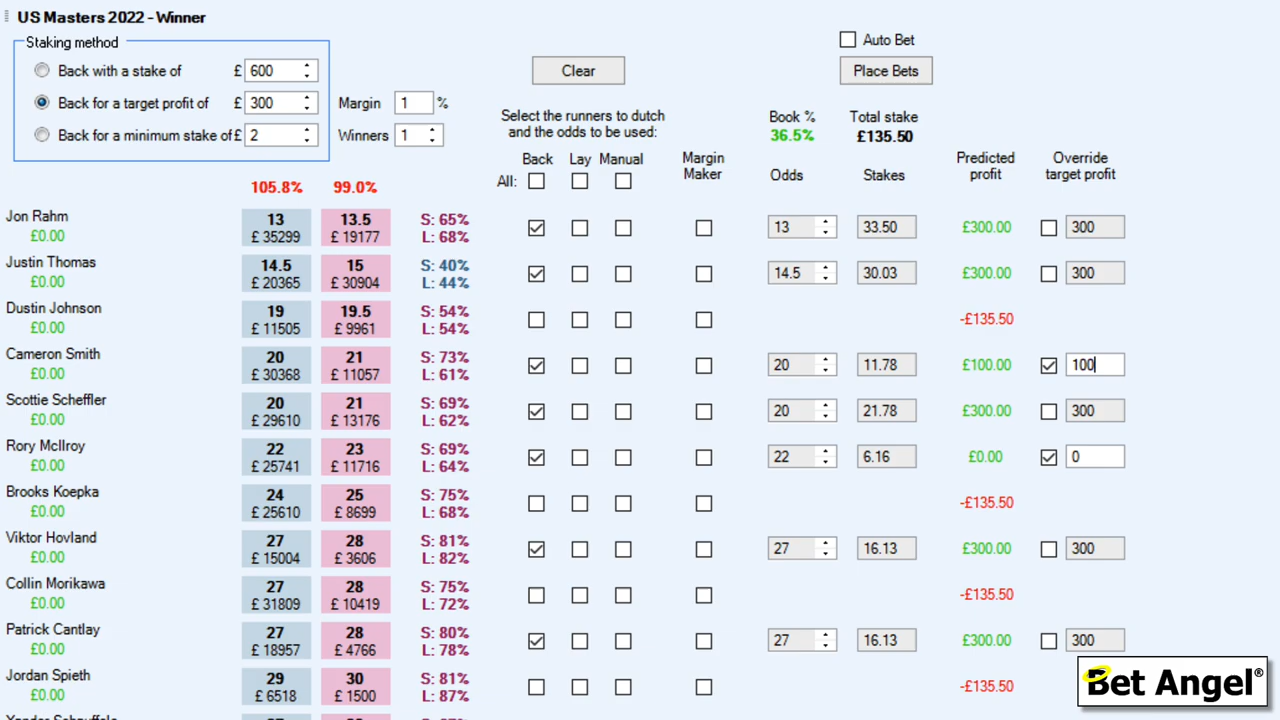 US Masters 2022 - Winner
Staking method
Back with a stake of £ 600
Back for a target profit of £ 300
Back for a minimum stake of £ 2
Margin 1 %
Winners 1
Clear
Auto Bet
Place Bets
Select the runners to dutch
and the odds to be used:
Book %
36.5%
Total stake
£135.50
Back Lay Manual
All:
Margin
Maker
Odds
Stakes
Predicted
profit
Override
target profit
105.8% 99.0%
Jon Rahm
£0.00
13 13.5 S: 65%
£ 35299 £ 19177 L: 68%
13 33.50 £300.00 300
Justin Thomas
£0.00
14.5 15 S: 40%
£ 20365 £ 30904 L: 44%
14.5 30.03 £300.00 300
Dustin Johnson
£0.00
19 19.5 S: 54%
£ 11505 £ 9961 L: 54%
-£135.50
Cameron Smith
£0.00
20 21 S: 73%
£ 30368 £ 11057 L: 61%
20 11.78 £100.00 100
Scottie Scheffler
£0.00
20 21 S: 69%
£ 29610 £ 13176 L: 62%
20 21.78 £300.00 300
Rory McIlroy
£0.00
22 23 S: 69%
£ 25741 £ 11716 L: 64%
22 6.16 £0.00 0
Brooks Koepka
£0.00
24 25 S: 75%
£ 25610 £ 8699 L: 68%
-£135.50
Viktor Hovland
£0.00
27 28 S: 81%
£ 15004 £ 3606 L: 82%
27 16.13 £300.00 300
Collin Morikawa
£0.00
27 28 S: 75%
£ 31809 £ 10419 L: 72%
-£135.50
Patrick Cantlay
£0.00
27 28 S: 80%
£ 18957 £ 4766 L: 78%
27 16.13 £300.00 300
Jordan Spieth
£0.00
29 30 S: 81%
£ 6518 £ 1500 L: 87%
-£135.50
Bet Angel®